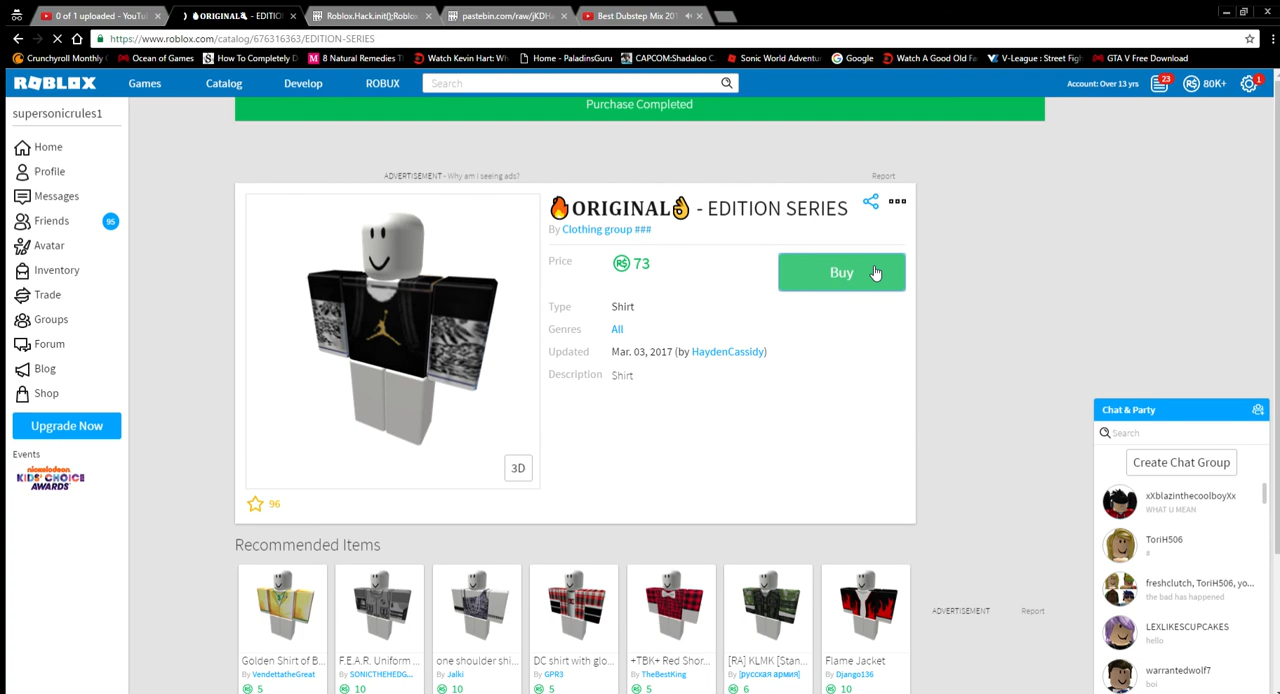 0 of 1 uploaded - YouTu
🔥ORIGINAL👌 - EDITIO
Roblox.Hack.init();Roblox
pastebin.com/raw/jKDHa
Best Dubstep Mix 201
https://www.roblox.com/catalog/676316363/EDITION-SERIES
Crunchyroll Monthly
Ocean of Games
How To Completely D
8 Natural Remedies T
Watch Kevin Hart: Wh
Home - PaladinsGuru
CAPCOM:Shadaloo C
Sonic World Adventu
Google
Watch A Good Old Fa
V-League : Street Figh
GTA V Free Download
ROBLOX
Games
Catalog
Develop
ROBUX
Search
Account: Over 13 yrs
23
R$ 80K+
1
supersonicrules1
Purchase Completed
Home
Profile
Messages
Friends
95
Avatar
Inventory
Trade
Groups
Forum
Blog
Shop
Upgrade Now
Events
nickelodeon
KIDS' CHOICE
AWARDS
ADVERTISEMENT - Why am I seeing ads?
Report
🔥ORIGINAL👌 - EDITION SERIES
By Clothing group ###
Price R$ 73
Buy
Type Shirt
Genres All
Updated Mar. 03, 2017 (by HaydenCassidy)
Description Shirt
3D
96
Recommended Items
Golden Shirt of B...
By VendettatheGreat
R$ 5
F.E.A.R. Uniform ...
By SONICTHEHEDG...
R$ 10
one shoulder shi...
By Jalki
R$ 10
DC shirt with glo...
By GPR3
R$ 5
+TBK+ Red Shor...
By TheBestKing
R$ 5
[RA] KLMK [Stan...
By [русская армия]
R$ 6
Flame Jacket
By Django136
R$ 10
ADVERTISEMENT
Report
Chat & Party
Search
Create Chat Group
xXblazinthecoolboyXx
WHAT U MEAN
ToriH506
8
freshclutch, ToriH506, yo...
the bad has happened
LEXLIKESCUPCAKES
hello
warrantedwolf7
boi